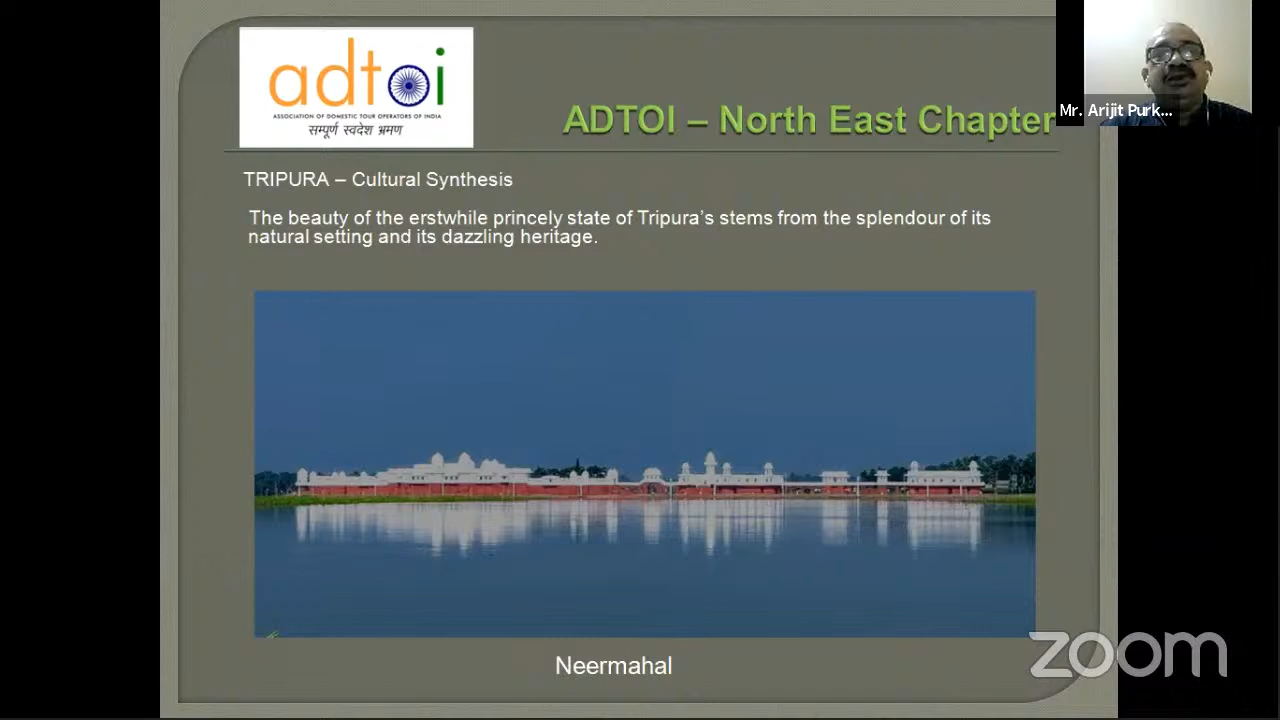 adtoi
ASSOCIATION OF DOMESTIC TOUR OPERATORS OF INDIA
सम्पूर्ण स्वदेश भ्रमण
ADTOI – North East Chapter
Mr. Arijit Purk...
TRIPURA – Cultural Synthesis
The beauty of the erstwhile princely state of Tripura’s stems from the splendour of its
natural setting and its dazzling heritage.
Neermahal
zoom